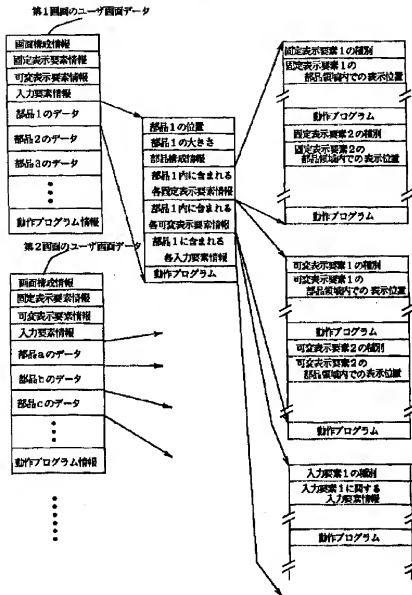 第1画面のユーザ画面データ
画面構成情報
固定表示要素情報
可変表示要素情報
入力要素情報
部品1のデータ
部品2のデータ
部品3のデータ
動作プログラム情報
第2画面のユーザ画面データ
画面構成情報
固定表示要素情報
可変表示要素情報
入力要素情報
部品aのデータ
部品bのデータ
部品cのデータ
動作プログラム情報
部品1の位置
部品1の大きさ
部品構成情報
部品1内に含まれる
各固定表示要素情報
部品1内に含まれる
各可変表示要素情報
部品1に含まれる
各入力要素情報
動作プログラム
固定表示要素1の種別
固定表示要素1の
部品領域内での表示位置
動作プログラム
固定表示要素2の種別
固定表示要素2の
部品領域内での表示位置
動作プログラム
可変表示要素1の種別
可変表示要素1の
部品領域内での表示位置
動作プログラム
可変表示要素2の種別
可変表示要素2の
部品領域内での表示位置
動作プログラム
入力要素1の種別
入力要素1に関する
入力要素情報
動作プログラム